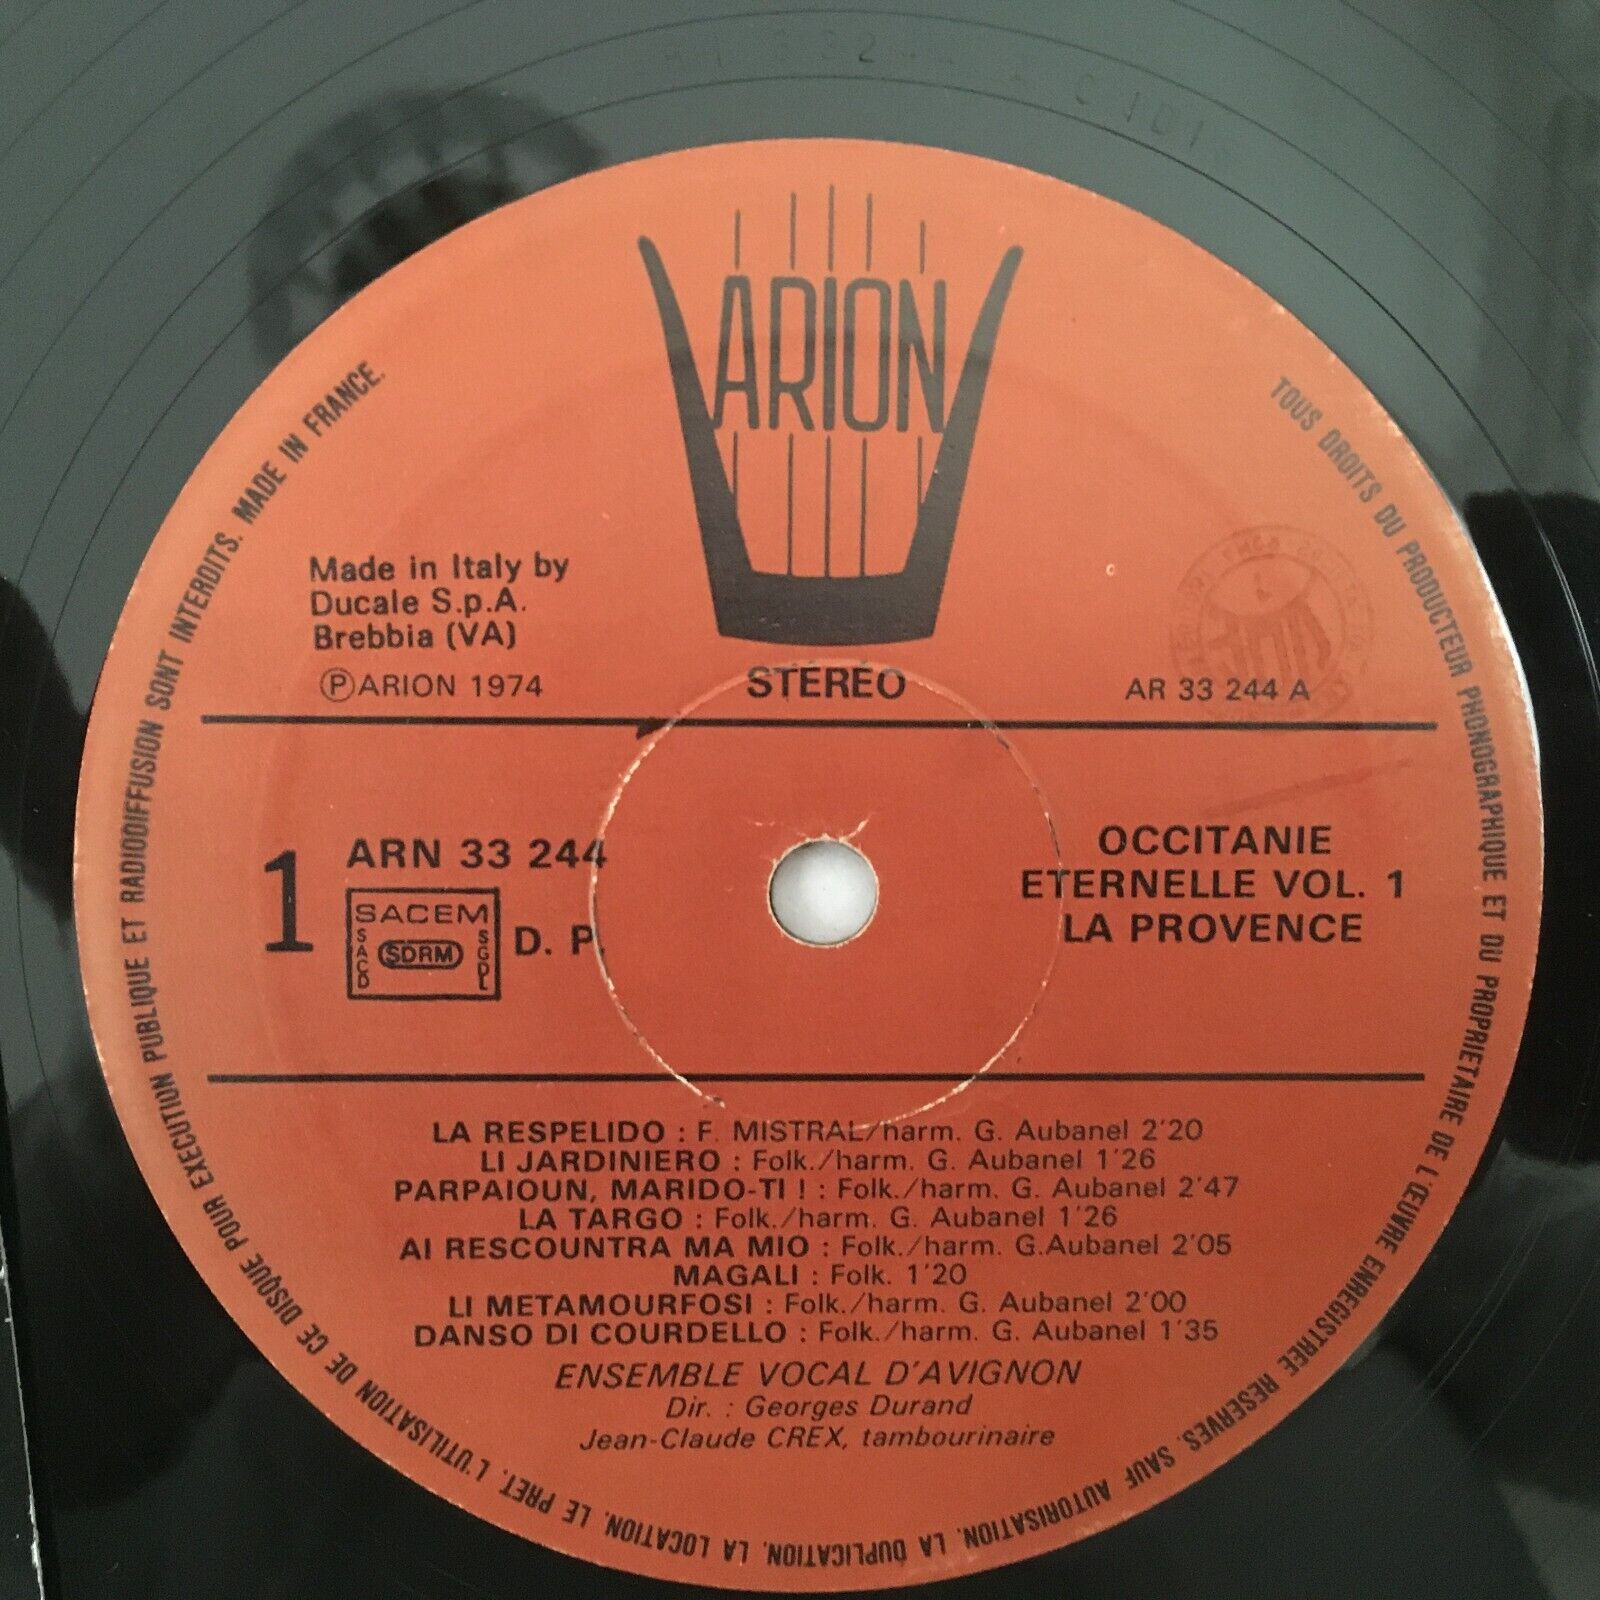 ARION
Made in Italy by
Ducale S.p.A.
Brebbia (VA)
Ⓟ ARION 1974
STÉRÉO
AR 33 244 A
1
ARN 33 244
SACEM
SACD
SDRM
SGDL
D. P.
OCCITANIE
ETERNELLE VOL. 1
LA PROVENCE
LA RESPELIDO : F. MISTRAL/harm. G. Aubanel 2'20
LI JARDINIERO : Folk./harm. G. Aubanel 1'26
PARPAIOUN, MARIDO-TI ! : Folk./harm. G. Aubanel 2'47
LA TARGO : Folk./harm. G. Aubanel 1'26
AI RESCOUNTRA MA MIO : Folk./harm. G.Aubanel 2'05
MAGALI : Folk. 1'20
LI METAMOURFOSI : Folk./harm. G. Aubanel 2'00
DANSO DI COURDELLO : Folk./harm. G. Aubanel 1'35
ENSEMBLE VOCAL D'AVIGNON
Dir. : Georges Durand
Jean-Claude CREX, tambourinaire
TOUS DROITS DU PRODUCTEUR PHONOGRAPHIQUE ET DU PROPRIETAIRE DE L'ŒUVRE ENREGISTREE RESERVES. SAUF AUTORISATION, LA DUPLICATION, LA LOCATION, LE PRET, L'UTILISATION DE CE DISQUE POUR EXECUTION PUBLIQUE ET RADIODIFFUSION SONT INTERDITS. MADE IN FRANCE.